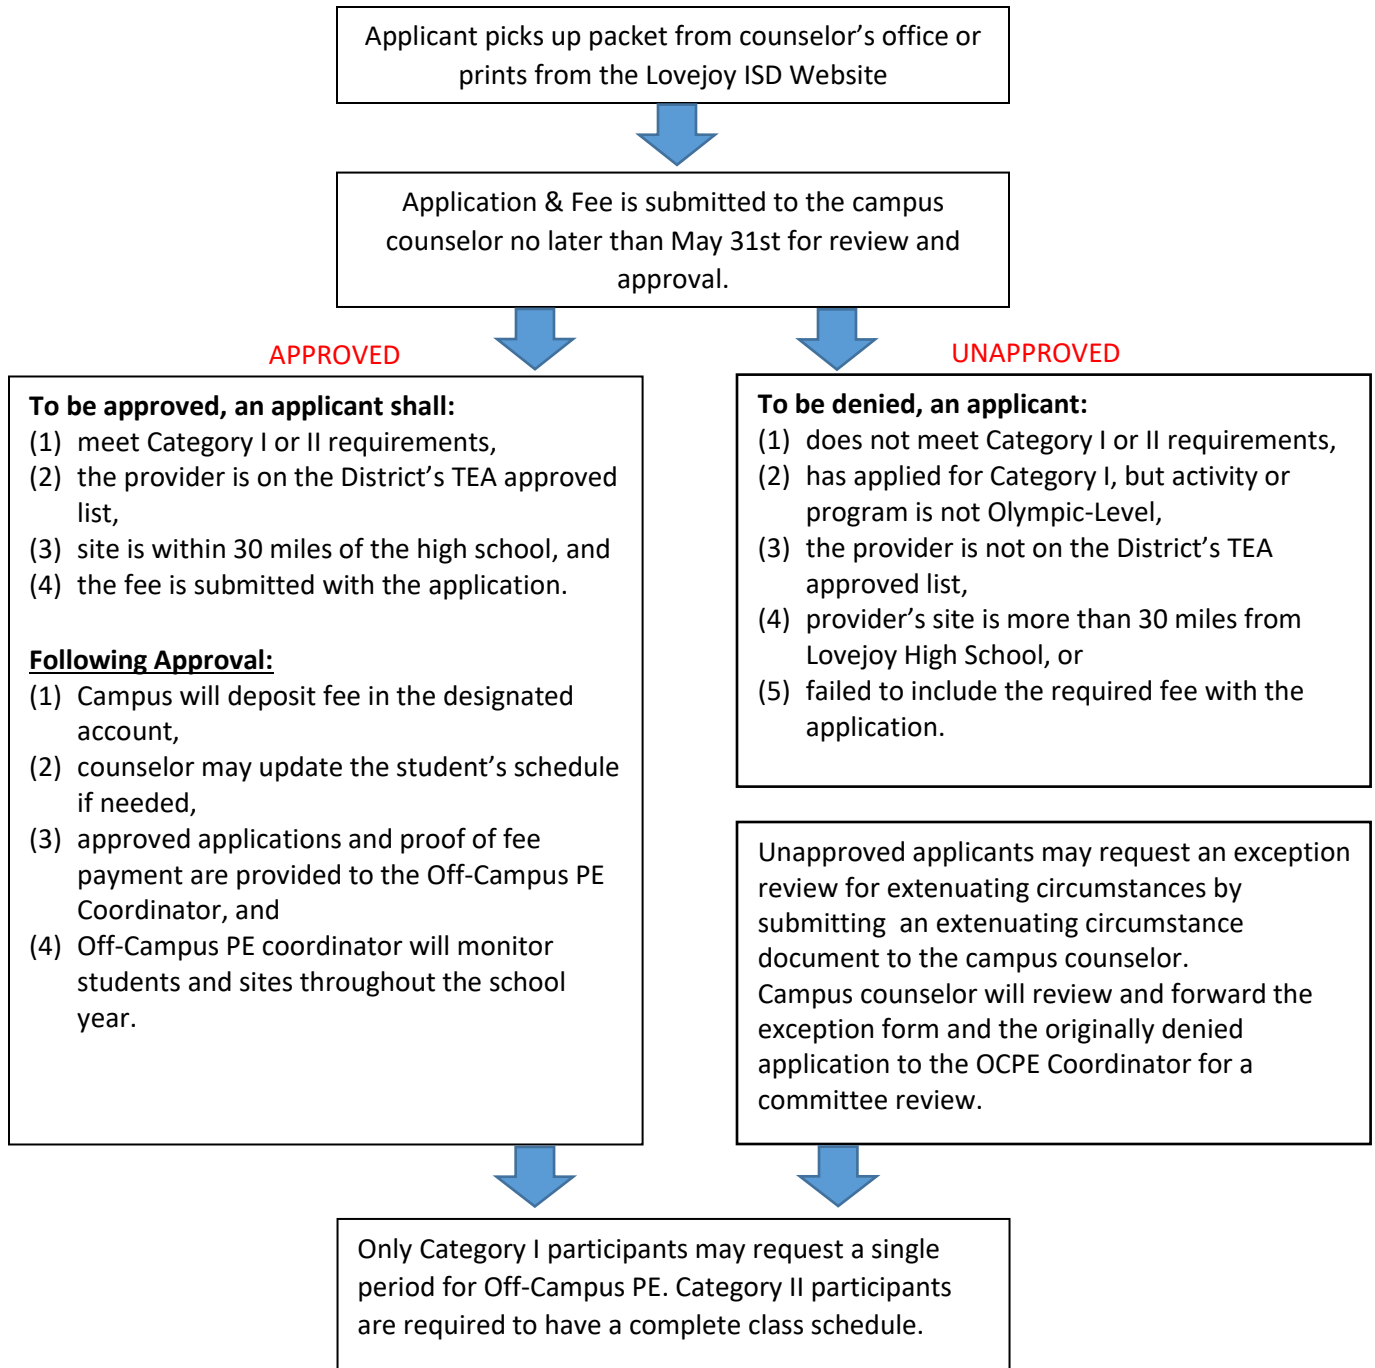 Applicant picks up packet from counselor’s office or
prints from the Lovejoy ISD Website
Application & Fee is submitted to the campus
counselor no later than May 31st for review and
approval.
APPROVED
To be approved, an applicant shall:
(1) meet Category I or II requirements,
(2) the provider is on the District’s TEA approved
list,
(3) site is within 30 miles of the high school, and
(4) the fee is submitted with the application.
Following Approval:
(1) Campus will deposit fee in the designated
account,
(2) counselor may update the student’s schedule
if needed,
(3) approved applications and proof of fee
payment are provided to the Off-Campus PE
Coordinator, and
(4) Off-Campus PE coordinator will monitor
students and sites throughout the school
year.
UNAPPROVED
To be denied, an applicant:
(1) does not meet Category I or II requirements,
(2) has applied for Category I, but activity or
program is not Olympic-Level,
(3) the provider is not on the District’s TEA
approved list,
(4) provider’s site is more than 30 miles from
Lovejoy High School, or
(5) failed to include the required fee with the
application.
Unapproved applicants may request an exception
review for extenuating circumstances by
submitting  an extenuating circumstance
document to the campus counselor.
Campus counselor will review and forward the
exception form and the originally denied
application to the OCPE Coordinator for a
committee review.
Only Category I participants may request a single
period for Off-Campus PE. Category II participants
are required to have a complete class schedule.